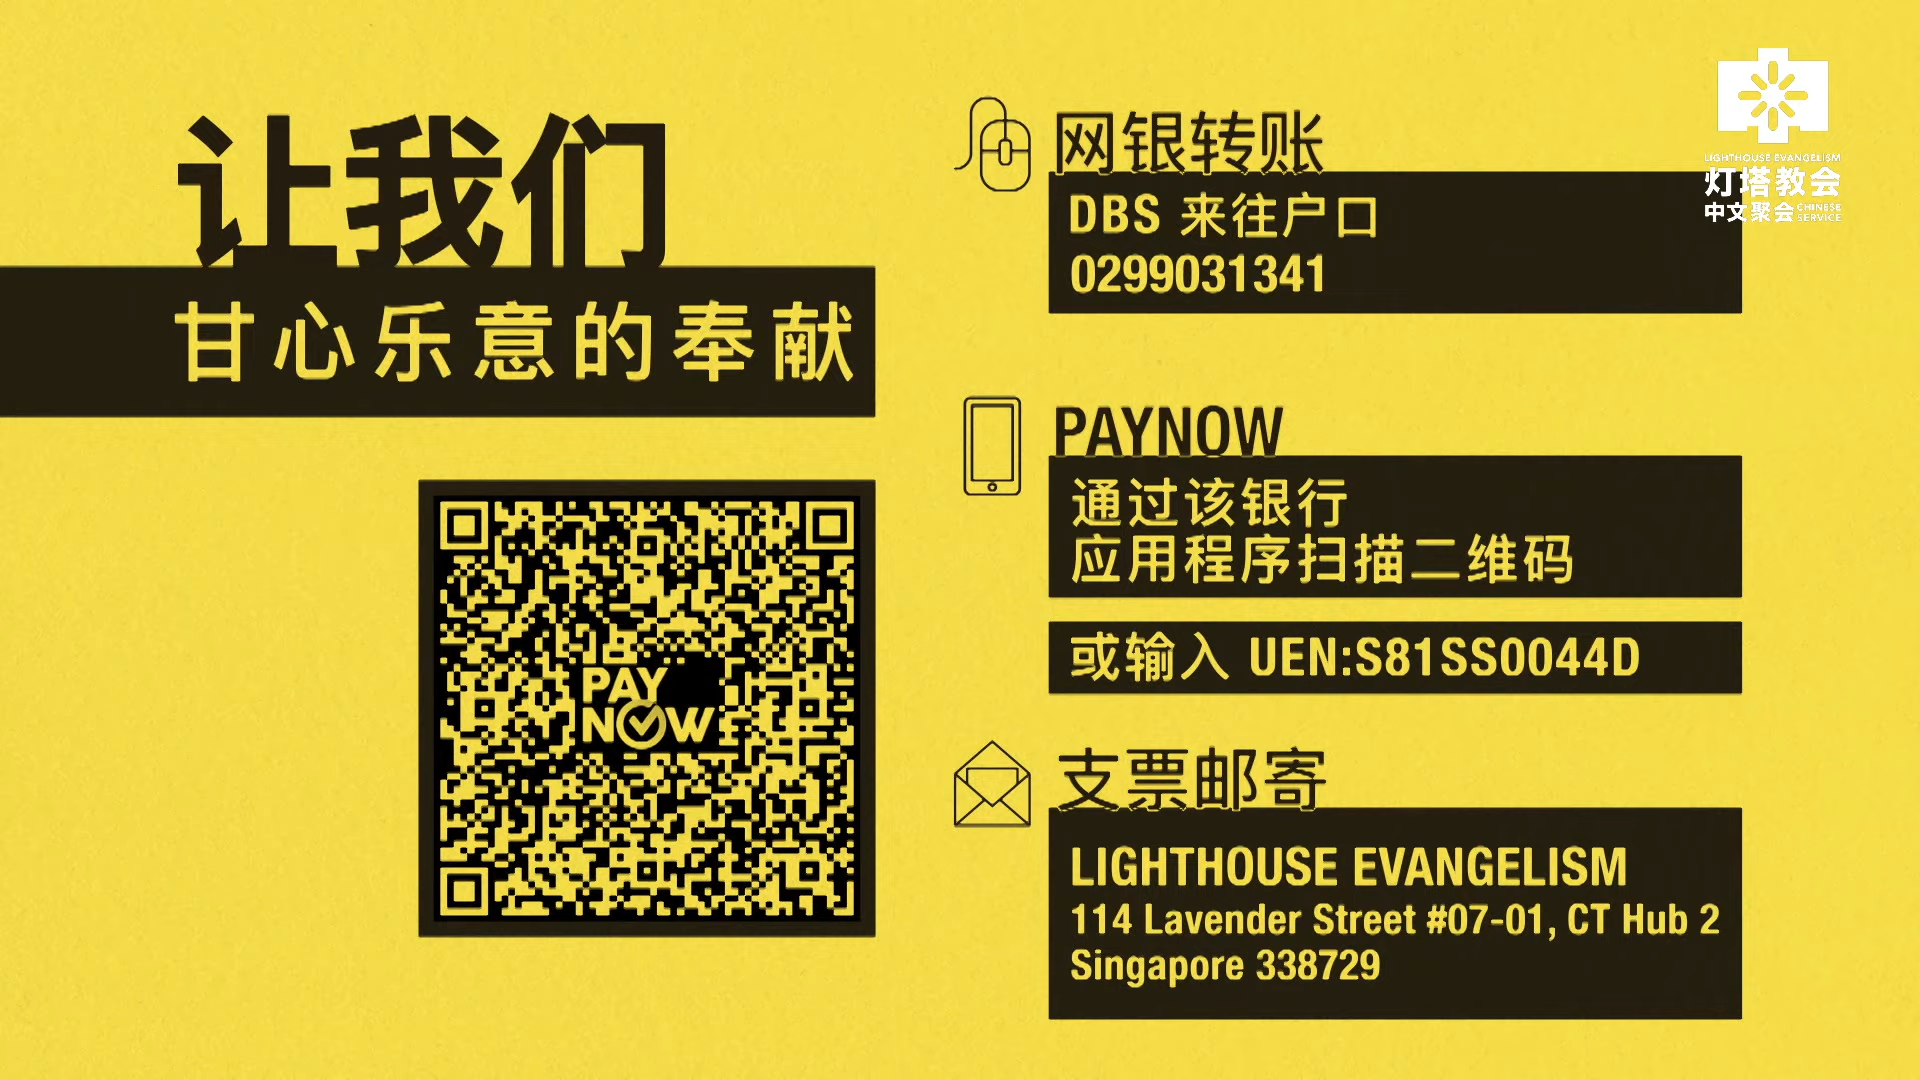 让我们
甘心乐意的奉献
PAY
NOW
网银转账
DBS 来往户口
0299031341
PAYNOW
通过该银行
应用程序扫描二维码
或输入 UEN:S81SS0044D
支票邮寄
LIGHTHOUSE EVANGELISM
114 Lavender Street #07-01, CT Hub 2
Singapore 338729
LIGHTHOUSE EVANGELISM
灯塔教会
中文聚会 CHINESE SERVICE